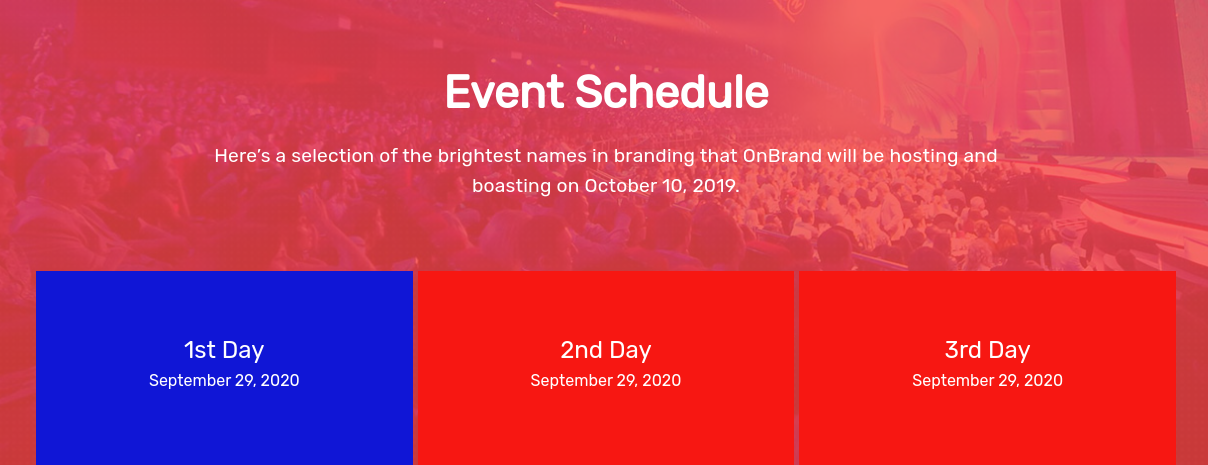 Event Schedule
Here’s a selection of the brightest names in branding that OnBrand will be hosting and
boasting on October 10, 2019.
1st Day
September 29, 2020
2nd Day
September 29, 2020
3rd Day
September 29, 2020